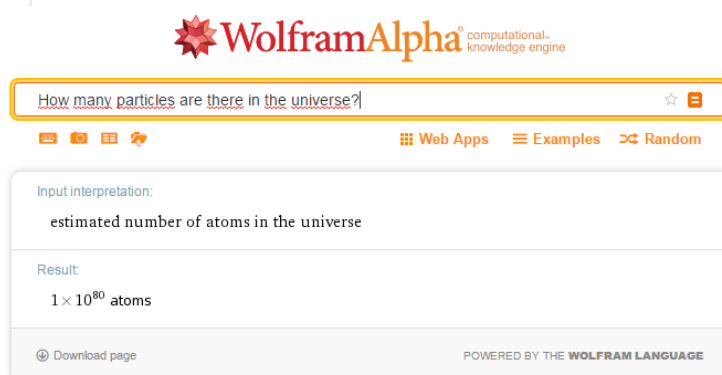 WolframAlpha computational knowledge engine
How many particles are there in the universe?
Web Apps Examples Random
Input interpretation:
estimated number of atoms in the universe
Result:
1×10⁸⁰ atoms
Download page POWERED BY THE WOLFRAM LANGUAGE